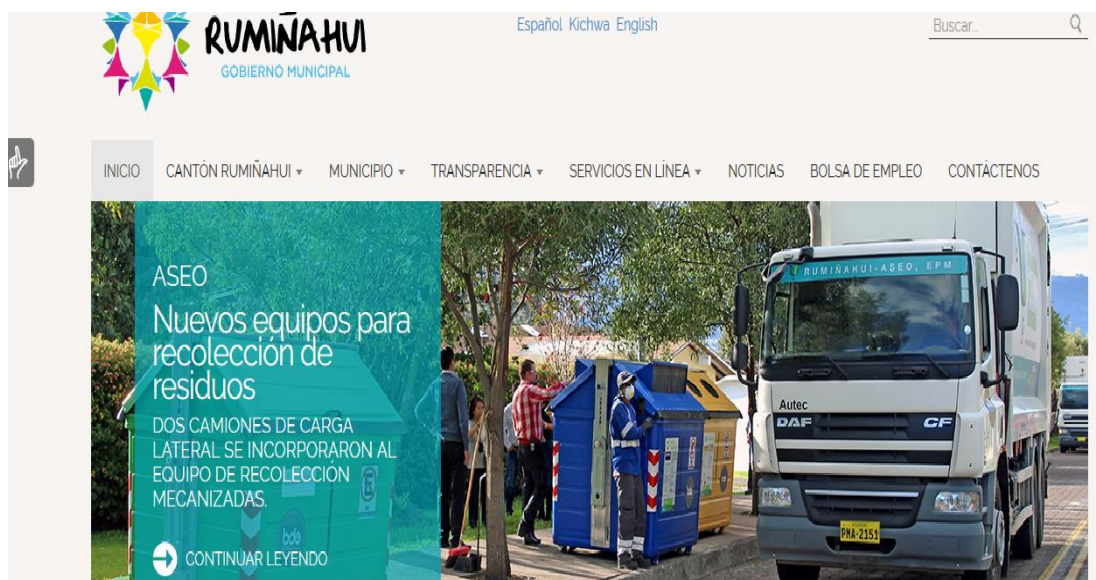 RUMIÑAHUI
GOBIERNO MUNICIPAL
Español Kichwa English
Buscar...
INICIO CANTÓN RUMIÑAHUI MUNICIPIO TRANSPARENCIA SERVICIOS EN LÍNEA NOTICIAS BOLSA DE EMPLEO CONTÁCTENOS
ASEO
Nuevos equipos para
recolección de
residuos
DOS CAMIONES DE CARGA
LATERAL SE INCORPORARON AL
EQUIPO DE RECOLECCIÓN
MECANIZADAS.
CONTINUAR LEYENDO
bde
E
RUMIÑAHUI-ASEO, EPM
Autec
DAF CF
PMA-2151